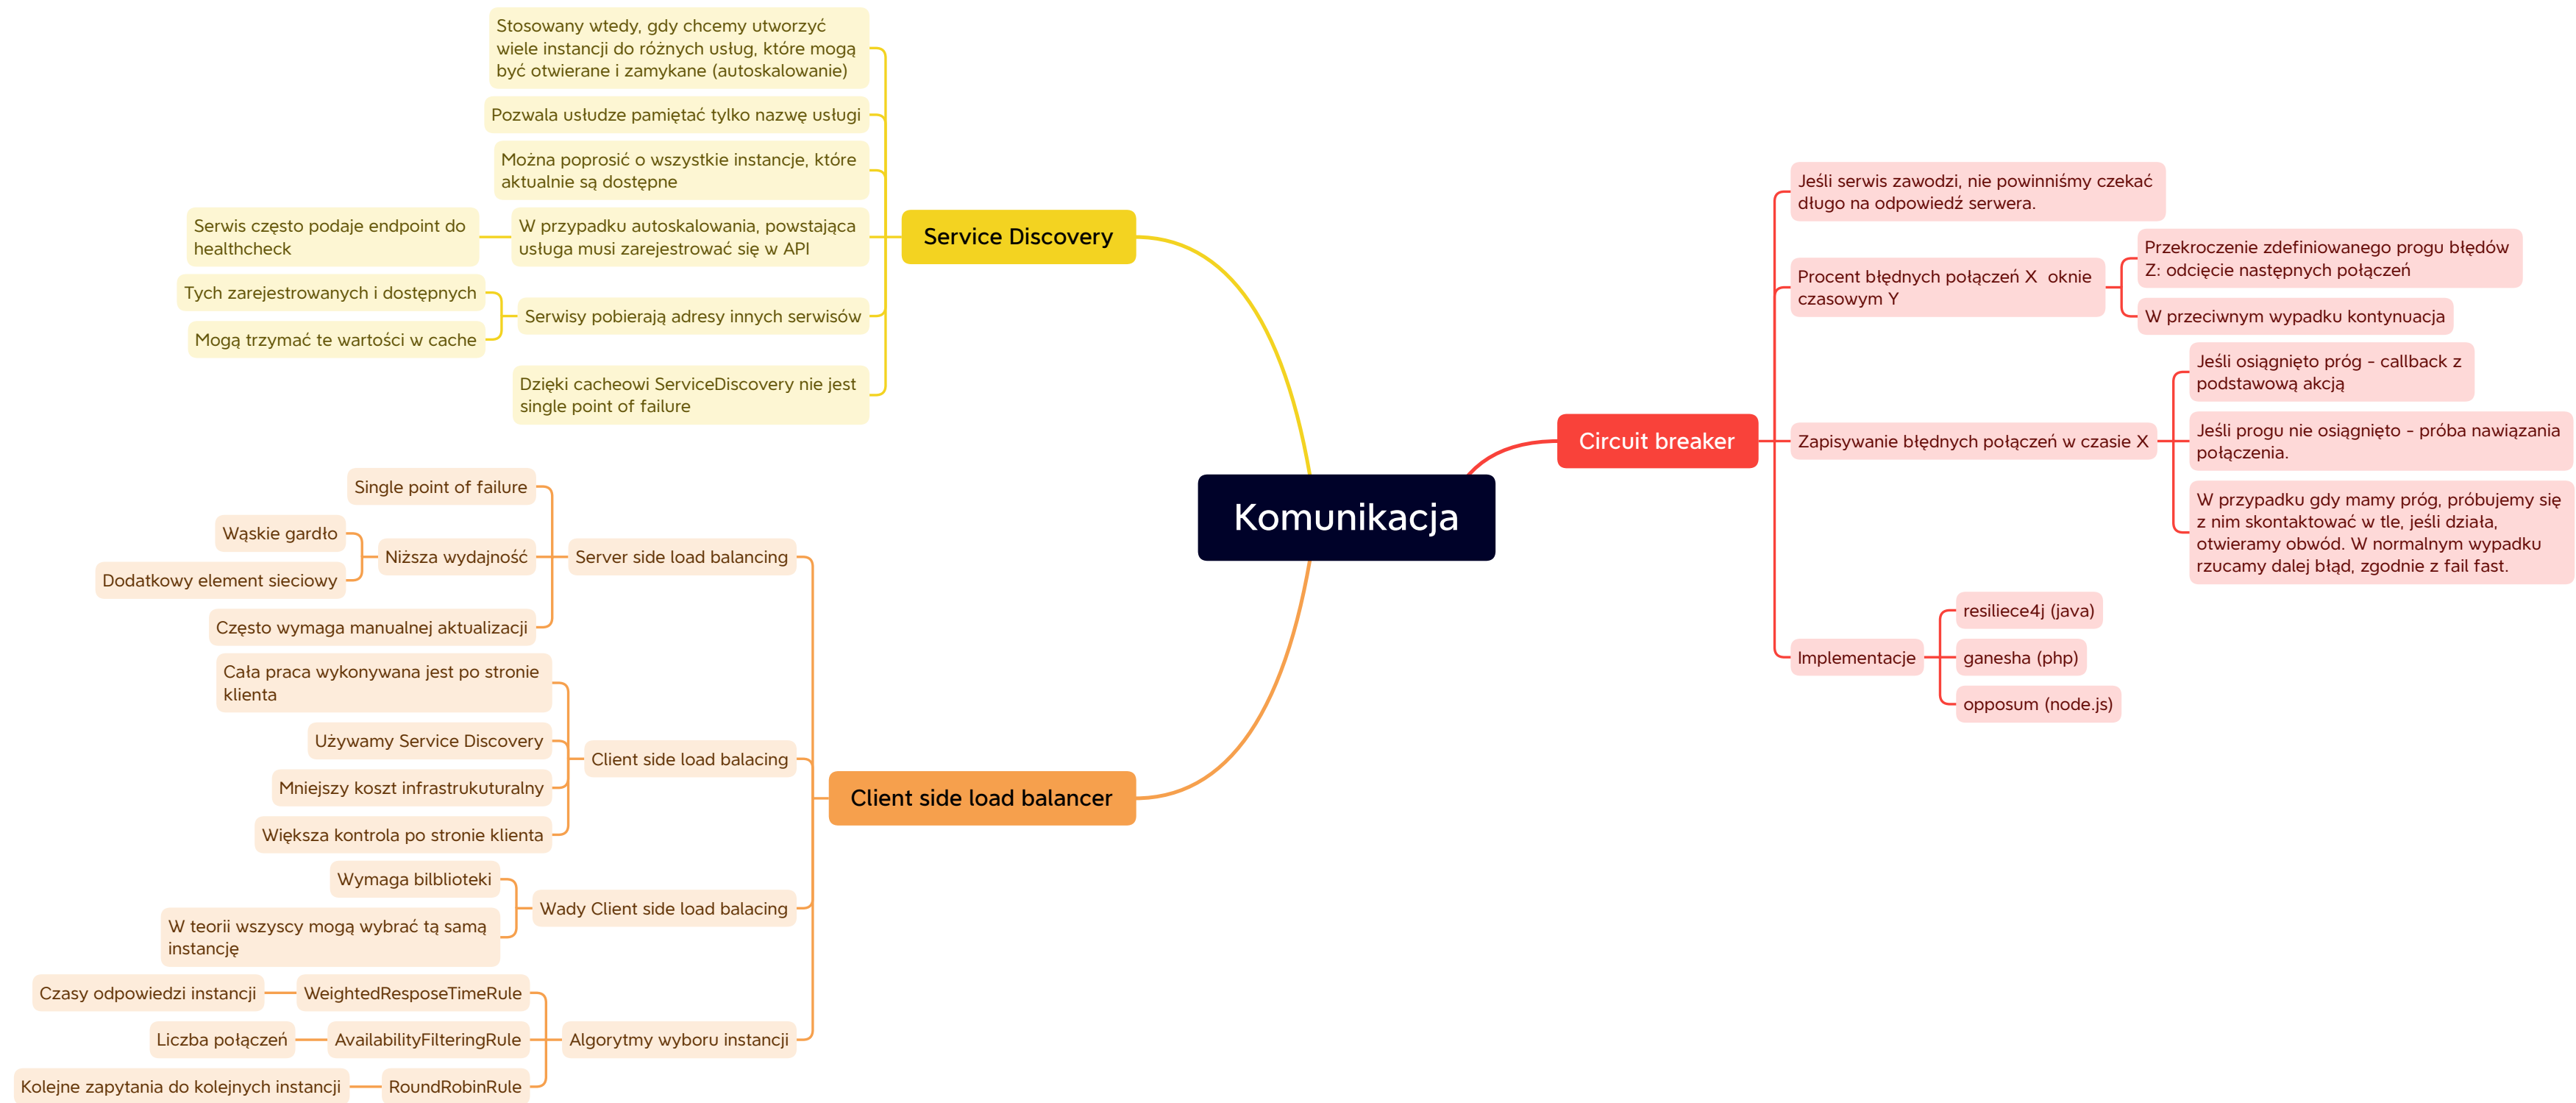 Komunikacja
Circuit breaker
Jeśli serwis zawodzi, nie powinniśmy czekać
długo na odpowiedź serwera.
Procent błędnych połączeń X  oknie
czasowym Y
Przekroczenie zdefiniowanego progu błędów
Z: odcięcie następnych połączeń
W przeciwnym wypadku kontynuacja
Zapisywanie błędnych połączeń w czasie X
Jeśli osiągnięto próg - callback z
podstawową akcją
Jeśli progu nie osiągnięto - próba nawiązania
połączenia.
W przypadku gdy mamy próg, próbujemy się
z nim skontaktować w tle, jeśli działa,
otwieramy obwód. W normalnym wypadku
rzucamy dalej błąd, zgodnie z fail fast.
Implementacje
resiliece4j (java)
ganesha (php)
opposum (node.js)
Service Discovery
Stosowany wtedy, gdy chcemy utworzyć
wiele instancji do różnych usług, które mogą
być otwierane i zamykane (autoskalowanie)
Pozwala usłudze pamiętać tylko nazwę usługi
Można poprosić o wszystkie instancje, które
aktualnie są dostępne
W przypadku autoskalowania, powstająca
usługa musi zarejestrować się w API
Serwis często podaje endpoint do
healthcheck
Serwisy pobierają adresy innych serwisów
Tych zarejestrowanych i dostępnych
Mogą trzymać te wartości w cache
Dzięki cacheowi ServiceDiscovery nie jest
single point of failure
Client side load balancer
Server side load balancing
Single point of failure
Niższa wydajność
Wąskie gardło
Dodatkowy element sieciowy
Często wymaga manualnej aktualizacji
Client side load balacing
Cała praca wykonywana jest po stronie
klienta
Używamy Service Discovery
Mniejszy koszt infrastrukuturalny
Większa kontrola po stronie klienta
Wady Client side load balacing
Wymaga bilblioteki
W teorii wszyscy mogą wybrać tą samą
instancję
Algorytmy wyboru instancji
WeightedResposeTimeRule
Czasy odpowiedzi instancji
AvailabilityFilteringRule
Liczba połączeń
RoundRobinRule
Kolejne zapytania do kolejnych instancji